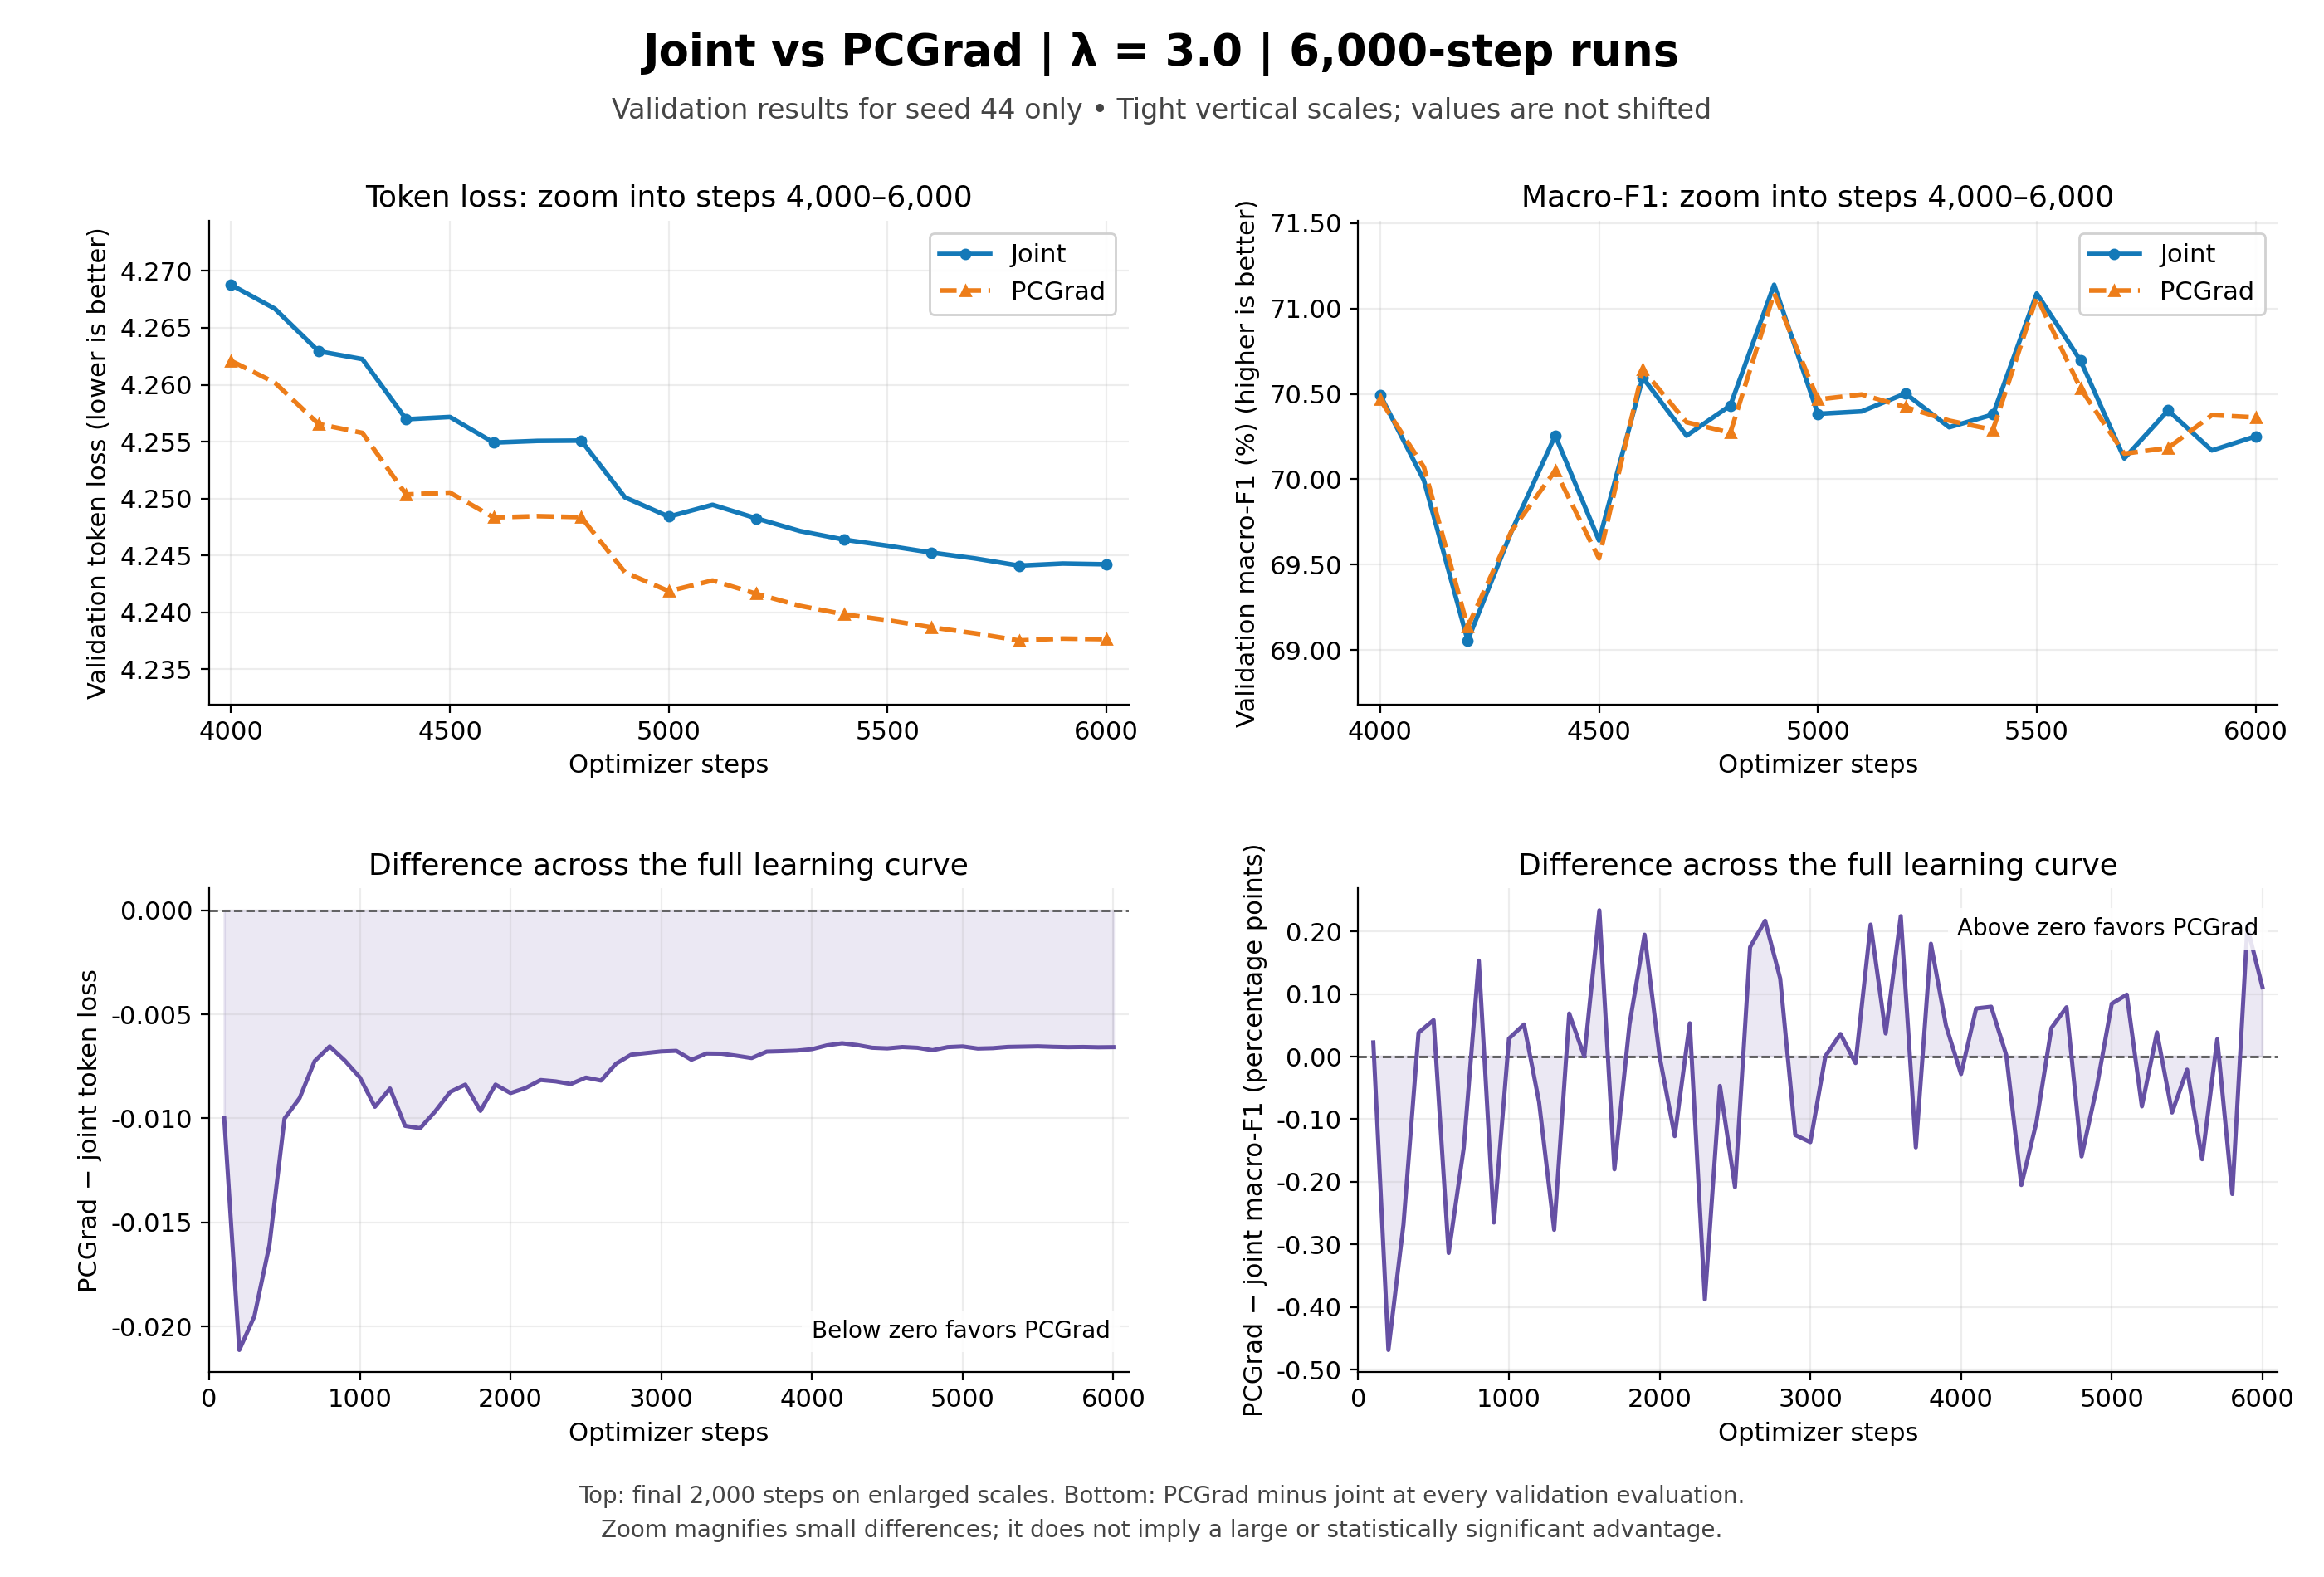 Joint vs PCGrad | λ = 3.0 | 6,000-step runs
Validation results for seed 44 only • Tight vertical scales; values are not shifted
Token loss: zoom into steps 4,000–6,000
Validation token loss (lower is better)
4.270
4.265
4.260
4.255
4.250
4.245
4.240
4.235
Joint
PCGrad
4000
4500
5000
5500
6000
Optimizer steps
Macro-F1: zoom into steps 4,000–6,000
Validation macro-F1 (%) (higher is better)
71.50
71.00
70.50
70.00
69.50
69.00
Joint
PCGrad
4000
4500
5000
5500
6000
Optimizer steps
Difference across the full learning curve
PCGrad − joint token loss
0.000
-0.005
-0.010
-0.015
-0.020
Below zero favors PCGrad
0
1000
2000
3000
4000
5000
6000
Optimizer steps
Difference across the full learning curve
PCGrad − joint macro-F1 (percentage points)
0.20
0.10
0.00
-0.10
-0.20
-0.30
-0.40
-0.50
Above zero favors PCGrad
0
1000
2000
3000
4000
5000
6000
Optimizer steps
Top: final 2,000 steps on enlarged scales. Bottom: PCGrad minus joint at every validation evaluation.
Zoom magnifies small differences; it does not imply a large or statistically significant advantage.